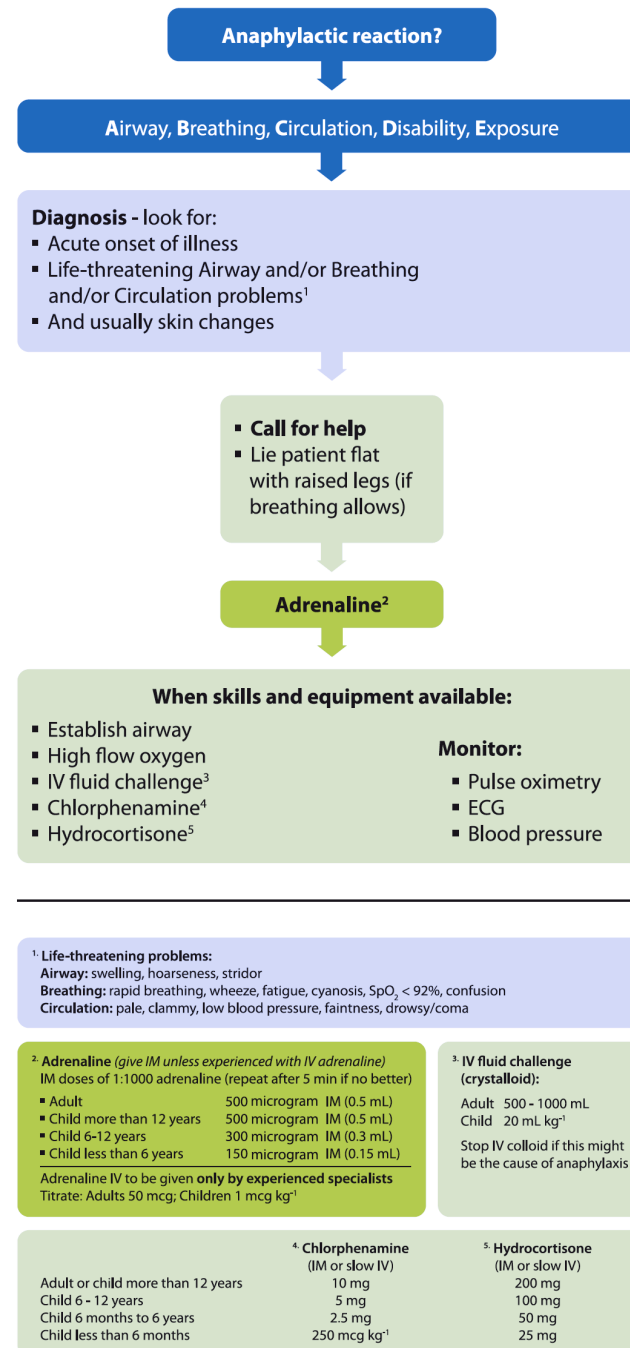 Anaphylactic reaction?
Airway, Breathing, Circulation, Disability, Exposure
Diagnosis - look for:
▪ Acute onset of illness
▪ Life-threatening Airway and/or Breathing
and/or Circulation problems¹
▪ And usually skin changes
▪ Call for help
▪ Lie patient flat
with raised legs (if
breathing allows)
Adrenaline²
When skills and equipment available:
▪ Establish airway
▪ High flow oxygen
▪ IV fluid challenge³
▪ Chlorphenamine⁴
▪ Hydrocortisone⁵
Monitor:
▪ Pulse oximetry
▪ ECG
▪ Blood pressure
¹· Life-threatening problems:
Airway: swelling, hoarseness, stridor
Breathing: rapid breathing, wheeze, fatigue, cyanosis, SpO₂ < 92%, confusion
Circulation: pale, clammy, low blood pressure, faintness, drowsy/coma
²· Adrenaline (give IM unless experienced with IV adrenaline)
IM doses of 1:1000 adrenaline (repeat after 5 min if no better)
▪ Adult 500 microgram IM (0.5 mL)
▪ Child more than 12 years 500 microgram IM (0.5 mL)
▪ Child 6-12 years 300 microgram IM (0.3 mL)
▪ Child less than 6 years 150 microgram IM (0.15 mL)
Adrenaline IV to be given only by experienced specialists
Titrate: Adults 50 mcg; Children 1 mcg kg⁻¹
³· IV fluid challenge
(crystalloid):
Adult 500 - 1000 mL
Child 20 mL kg⁻¹
Stop IV colloid if this might
be the cause of anaphylaxis
⁴· Chlorphenamine ⁵· Hydrocortisone
(IM or slow IV) (IM or slow IV)
Adult or child more than 12 years 10 mg 200 mg
Child 6 - 12 years 5 mg 100 mg
Child 6 months to 6 years 2.5 mg 50 mg
Child less than 6 months 250 mcg kg⁻¹ 25 mg